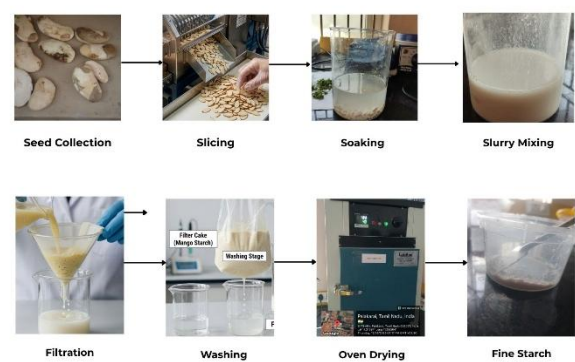 Seed Collection
Slicing
Soaking
Slurry Mixing
Filter Cake
(Mango Starch)
Washing Stage
Filtration
Washing
Oven Drying
Fine Starch